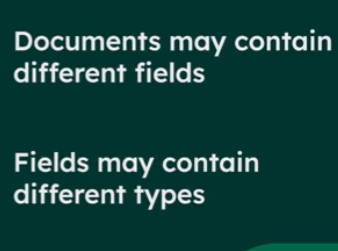 Documents may contain
different fields
Fields may contain
different types